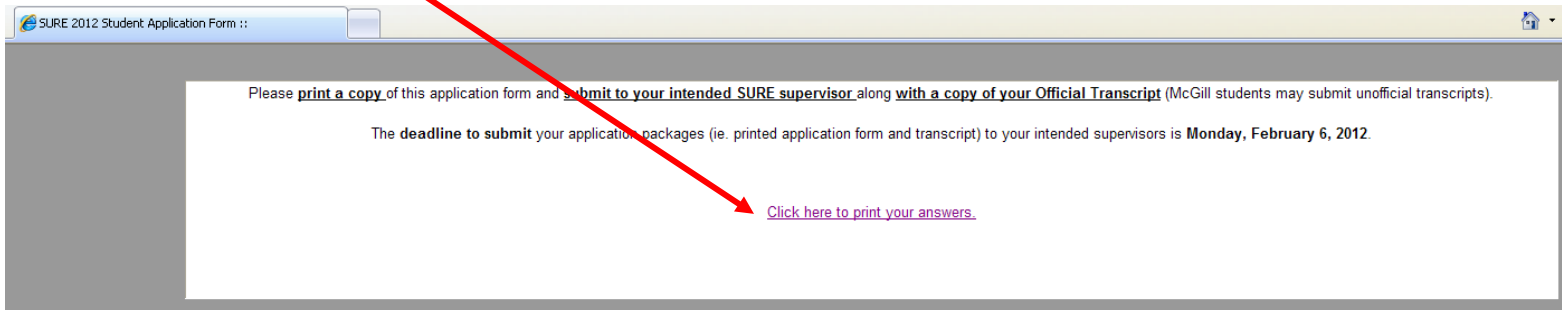 SURE 2012 Student Application Form ::
Please print a copy of this application form and submit to your intended SURE supervisor along with a copy of your Official Transcript (McGill students may submit unofficial transcripts).
The deadline to submit your application packages (ie. printed application form and transcript) to your intended supervisors is Monday, February 6, 2012.
Click here to print your answers.